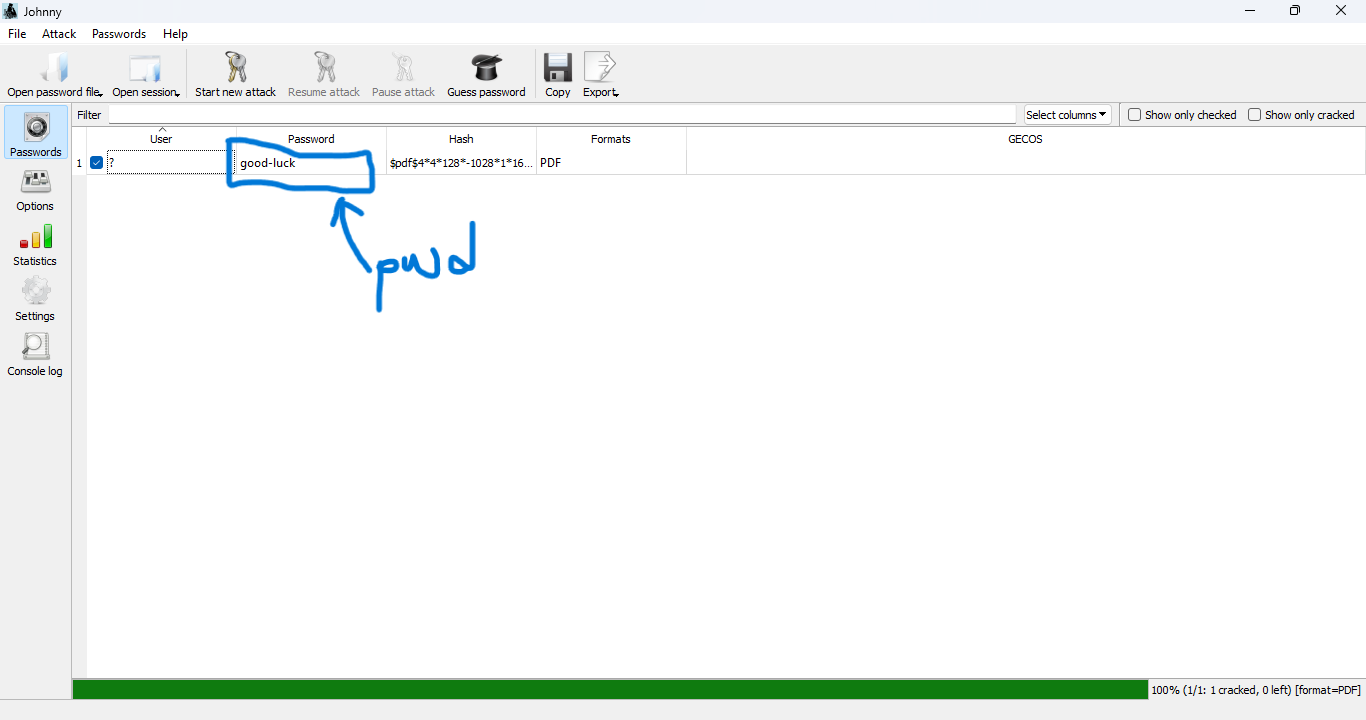 Johnny
File Attack Passwords Help
Open password file Open session Start new attack Resume attack Pause attack Guess password Copy Export
Filter Select columns Show only checked Show only cracked
Passwords
Options
Statistics
Settings
Console log
User Password Hash Formats GECOS
1 ? good-luck $pdf$4*4*128*-1028*1*16... PDF
pwd
100% (1/1: 1 cracked, 0 left) [format=PDF]